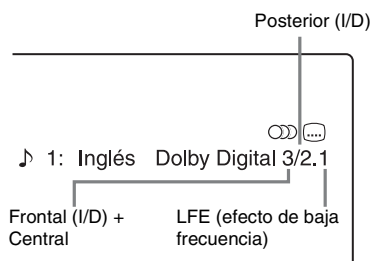 Posterior (I/D)
♪ 1: Inglés Dolby Digital 3/2.1
Frontal (I/D) +
Central
LFE (efecto de baja
frecuencia)